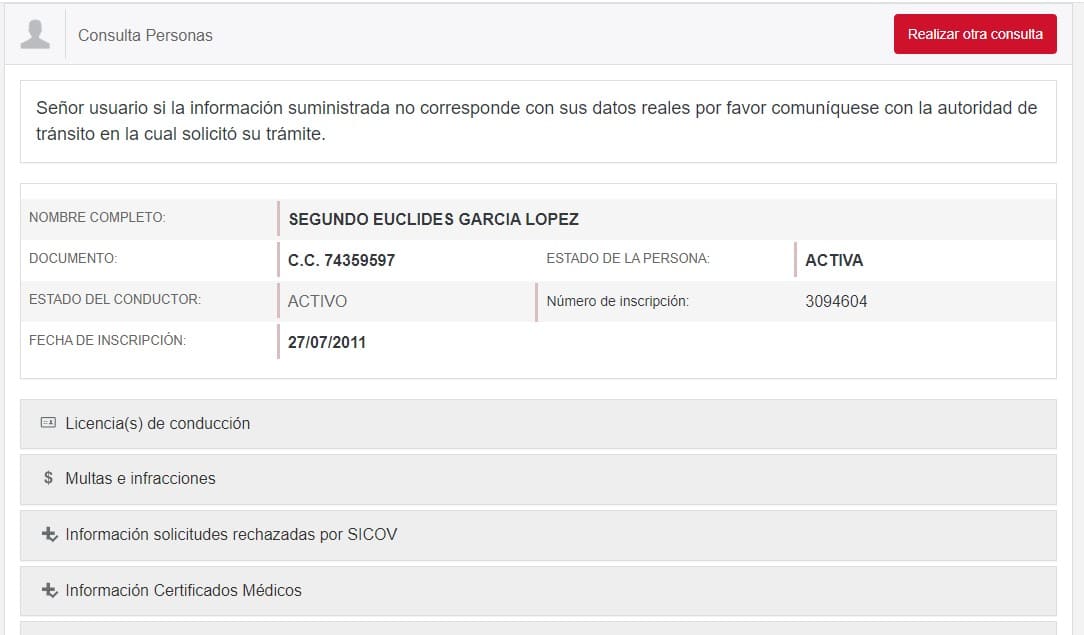 Consulta Personas
Realizar otra consulta
Señor usuario si la información suministrada no corresponde con sus datos reales por favor comuníquese con la autoridad de
tránsito en la cual solicitó su trámite.
NOMBRE COMPLETO: SEGUNDO EUCLIDES GARCIA LOPEZ
DOCUMENTO: C.C. 74359597 ESTADO DE LA PERSONA: ACTIVA
ESTADO DEL CONDUCTOR: ACTIVO Número de inscripción: 3094604
FECHA DE INSCRIPCIÓN: 27/07/2011
Licencia(s) de conducción
$ Multas e infracciones
Información solicitudes rechazadas por SICOV
Información Certificados Médicos